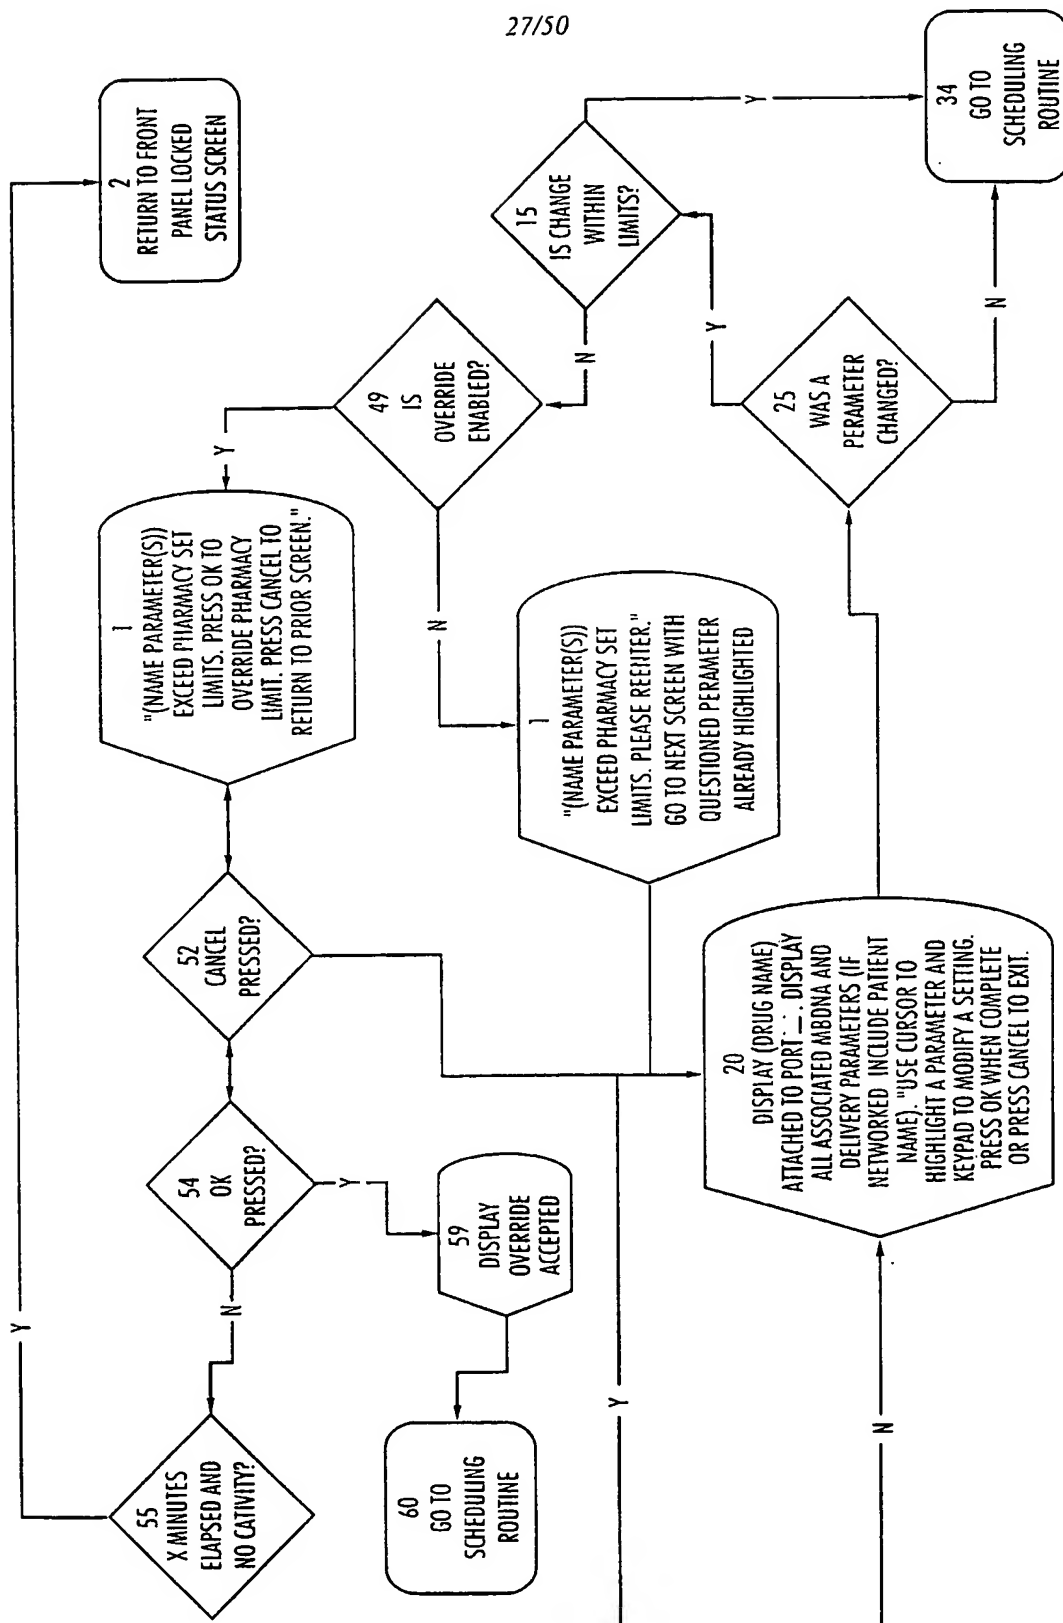 27/50
2
RETURN TO FRONT
PANEL LOCKED
STATUS SCREEN
Y
34
GO TO
SCHEDULING
ROUTINE
Y
15
IS CHANGE
WITHIN
LIMITS?
N
Y
N
49
IS
OVERRIDE
ENABLED?
25
WAS A
PERAMETER
CHANGED?
Y
N
1
"(NAME PARAMETER(S))
EXCEED PHARMACY SET
LIMITS. PRESS OK TO
OVERRIDE PHARMACY
LIMIT. PRESS CANCEL TO
RETURN TO PRIOR SCREEN."
1
"(NAME PARAMETER(S))
EXCEED PHARMACY SET
LIMITS. PLEASE REENTER."
GO TO NEXT SCREEN WITH
QUESTIONED PERAMETER
ALREADY HIGHLIGHTED
52
CANCEL
PRESSED?
20
DISPLAY (DRUG NAME)
ATTACHED TO PORT __. DISPLAY
ALL ASSOCIATED MBDNA AND
DELIVERY PARAMETERS (IF
NETWORKED INCLUDE PATIENT
NAME). "USE CURSOR TO
HIGHLIGHT A PARAMETER AND
KEYPAD TO MODIFY A SETTING.
PRESS OK WHEN COMPLETE
OR PRESS CANCEL TO EXIT.
54
OK
PRESSED?
Y
N
59
DISPLAY
OVERRIDE
ACCEPTED
55
X MINUTES
ELAPSED AND
NO CATIVITY?
60
GO TO
SCHEDULING
ROUTINE
Y
N